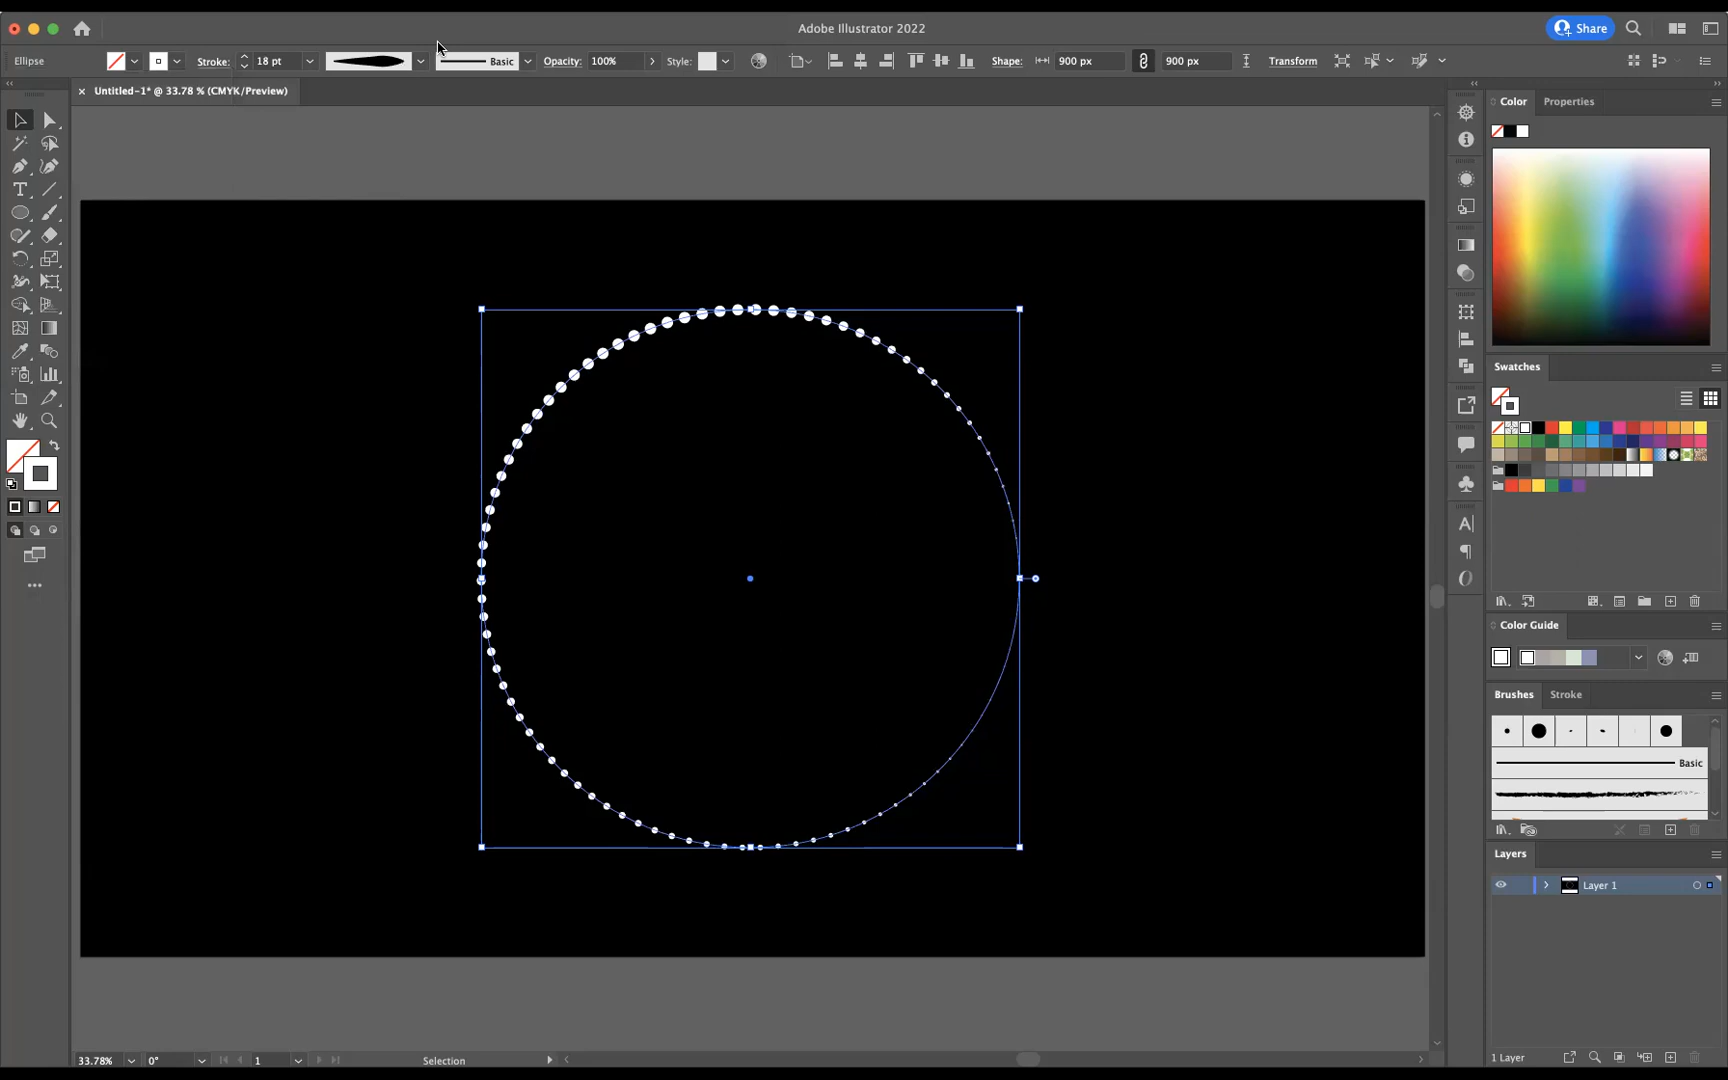 Adobe Illustrator 2022
Share
Ellipse
Stroke:
18 pt
Basic
Opacity:
100%
Style:
Shape:
900 px
900 px
Transform
Untitled-1* @ 33.78 % (CMYK/Preview)
Color
Properties
Swatches
Color Guide
Brushes
Stroke
Basic
Layers
Layer 1
33.78%
0°
1
Selection
1 Layer